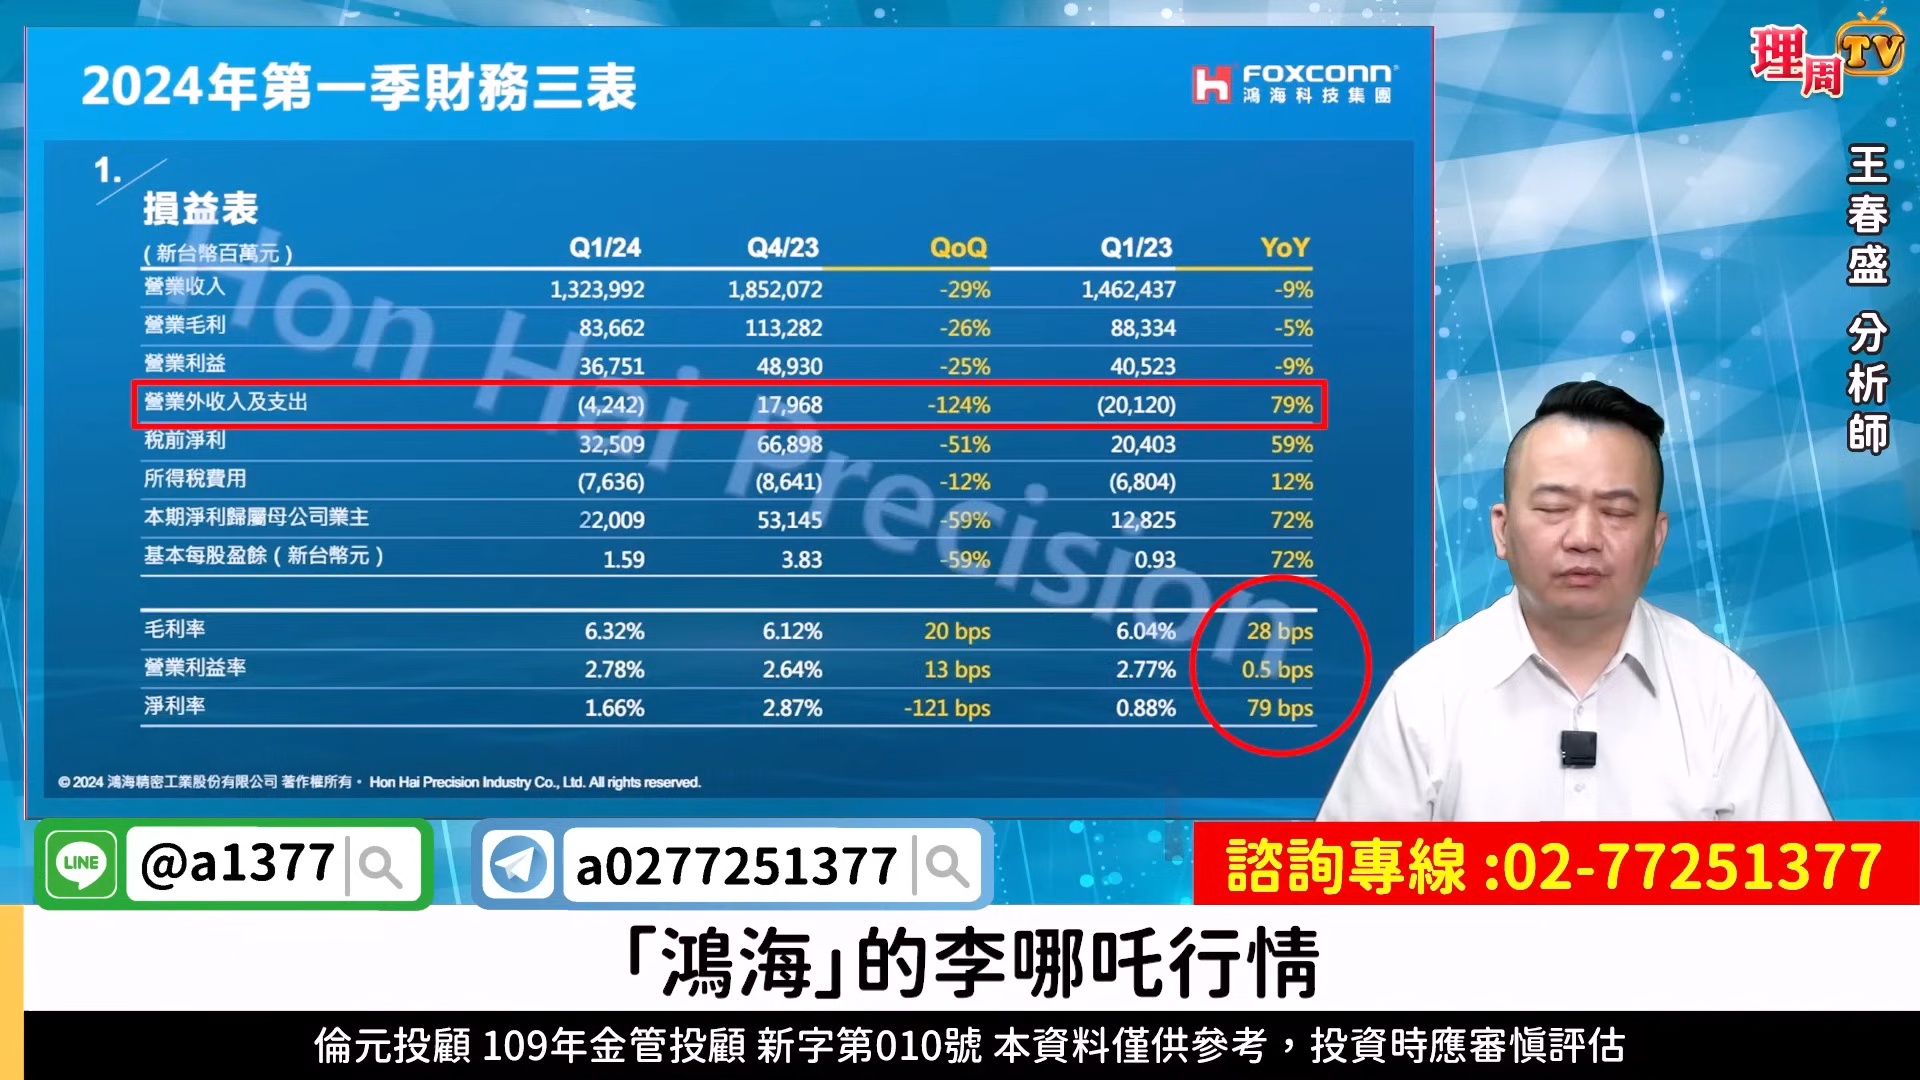 2024年第一季財務三表
FOXCONN
鴻海科技集團
理周TV
王春盛 分析師
1.
損益表
(新台幣百萬元) Q1/24 Q4/23 QoQ Q1/23 YoY
營業收入 1,323,992 1,852,072 -29% 1,462,437 -9%
營業毛利 83,662 113,282 -26% 88,334 -5%
營業利益 36,751 48,930 -25% 40,523 -9%
營業外收入及支出 (4,242) 17,968 -124% (20,120) 79%
稅前淨利 32,509 66,898 -51% 20,403 59%
所得稅費用 (7,636) (8,641) -12% (6,804) 12%
本期淨利歸屬母公司業主 22,009 53,145 -59% 12,825 72%
基本每股盈餘(新台幣元) 1.59 3.83 -59% 0.93 72%
毛利率 6.32% 6.12% 20 bps 6.04% 28 bps
營業利益率 2.78% 2.64% 13 bps 2.77% 0.5 bps
淨利率 1.66% 2.87% -121 bps 0.88% 79 bps
Hon Hai Precision
© 2024 鴻海精密工業股份有限公司 著作權所有。 Hon Hai Precision Industry Co., Ltd. All rights reserved.
LINE @a1377
a0277251377
諮詢專線:02-77251377
「鴻海」的李哪吒行情
倫元投顧 109年金管投顧 新字第010號 本資料僅供參考，投資時應審慎評估